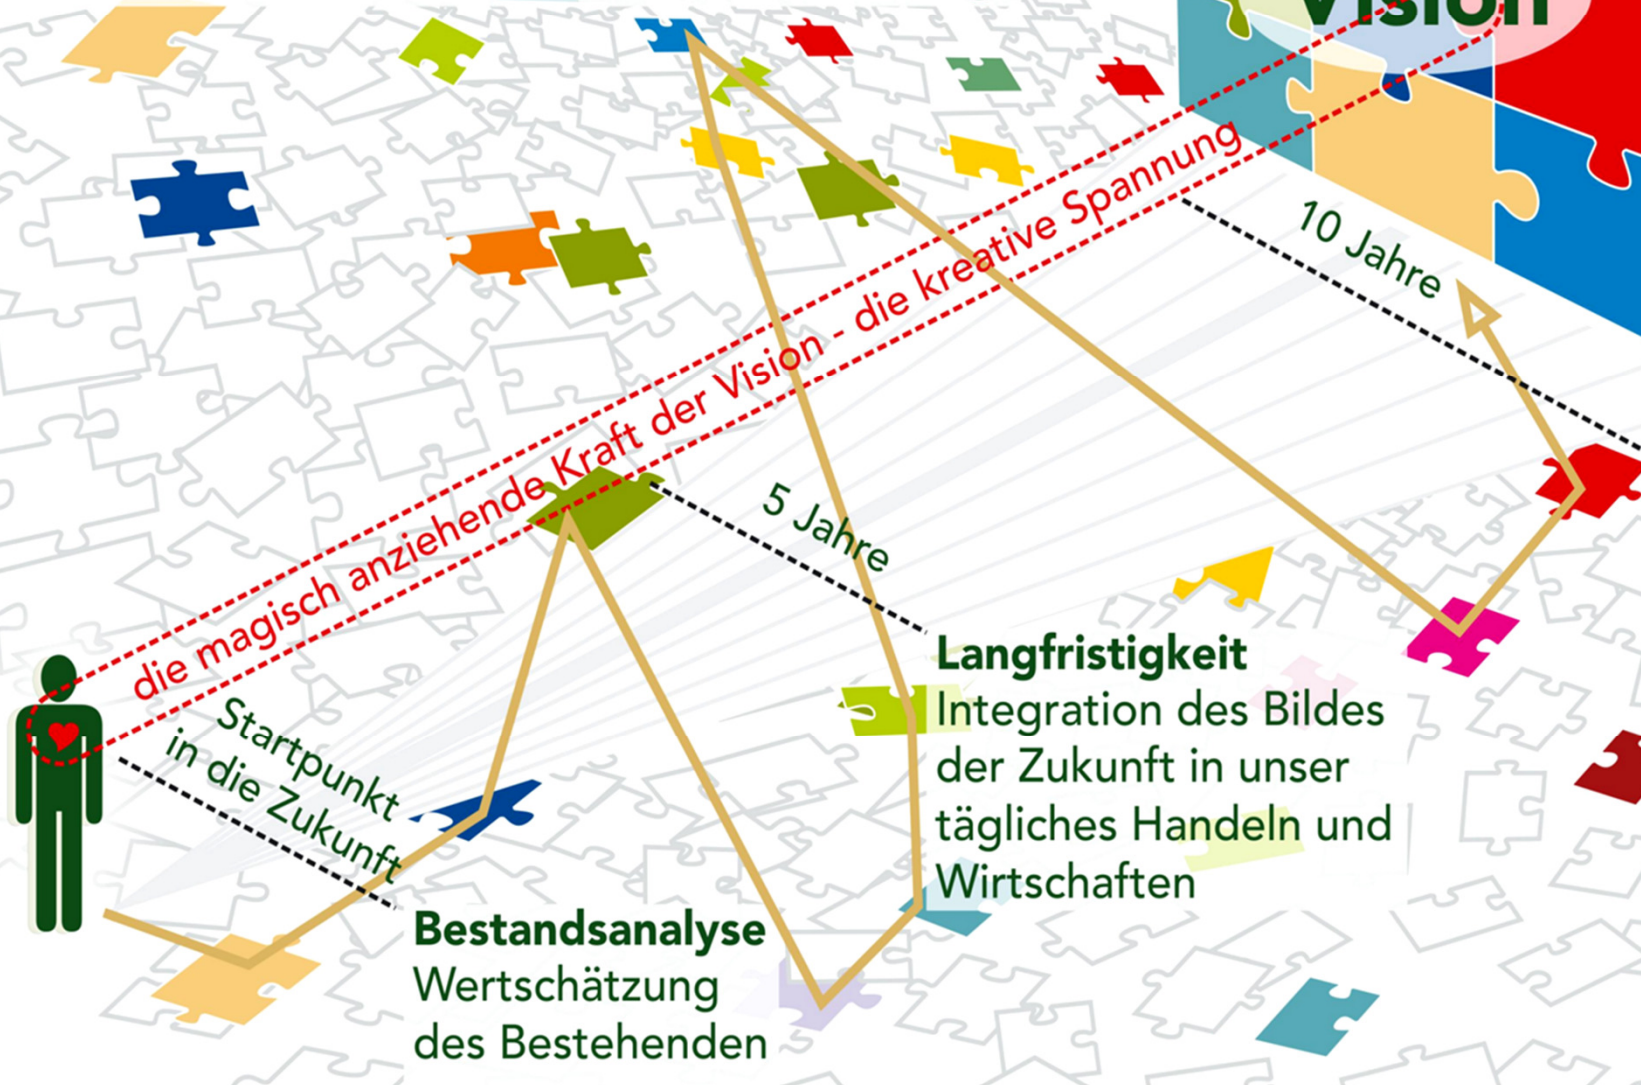 Vision
10 Jahre
die magisch anziehende Kraft der Vision - die kreative Spannung
5 Jahre
Startpunkt
in die Zukunft
Langfristigkeit
Integration des Bildes
der Zukunft in unser
tägliches Handeln und
Wirtschaften
Bestandsanalyse
Wertschätzung
des Bestehenden